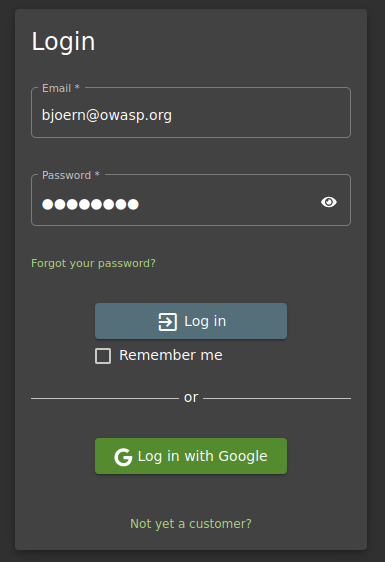 Login
Email *
bjoern@owasp.org
Password *
●●●●●●●●
Forgot your password?
Log in
Remember me
or
Log in with Google
Not yet a customer?